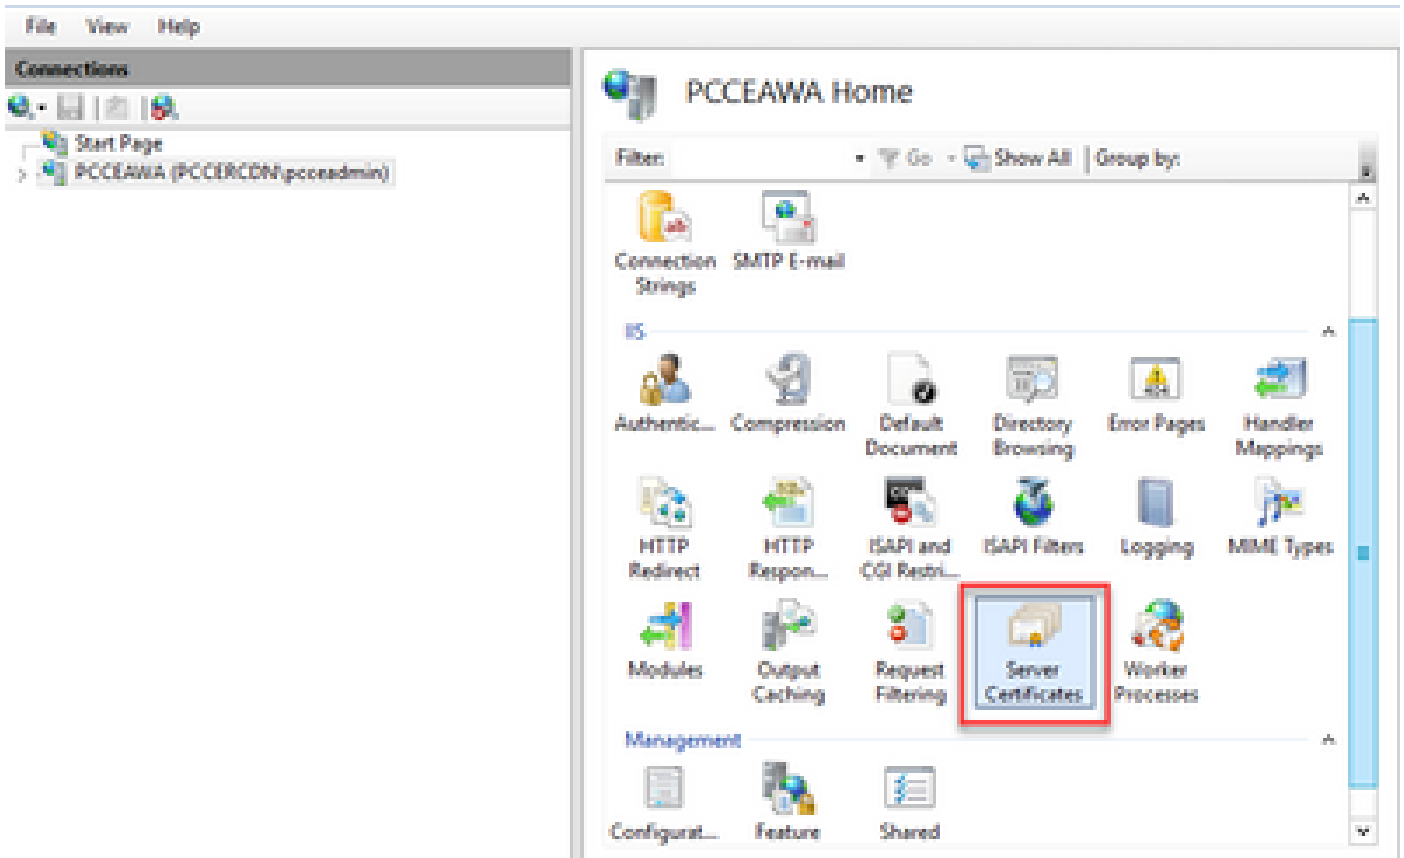 File View Help
Connections
Start Page
PCCEAWA (PCCERCDN\pcceadmin)
PCCEAWA Home
Filter: Go Show All Group by:
Connection Strings
SMTP E-mail
IIS
Authentic...
Compression
Default Document
Directory Browsing
Error Pages
Handler Mappings
HTTP Redirect
HTTP Respon...
ISAPI and CGI Restri...
ISAPI Filters
Logging
MIME Types
Modules
Output Caching
Request Filtering
Server Certificates
Worker Processes
Management
Configurat...
Feature
Shared